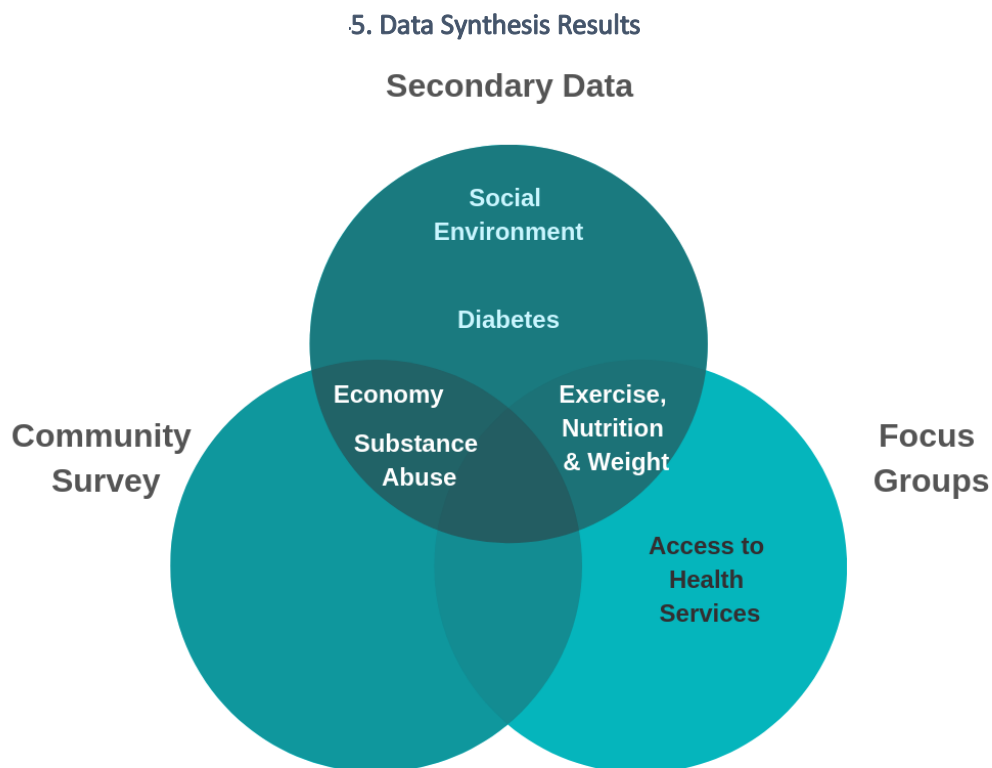 5. Data Synthesis Results
Secondary Data
Social
Environment
Diabetes
Economy
Substance
Abuse
Exercise,
Nutrition
& Weight
Community
Survey
Focus
Groups
Access to
Health
Services